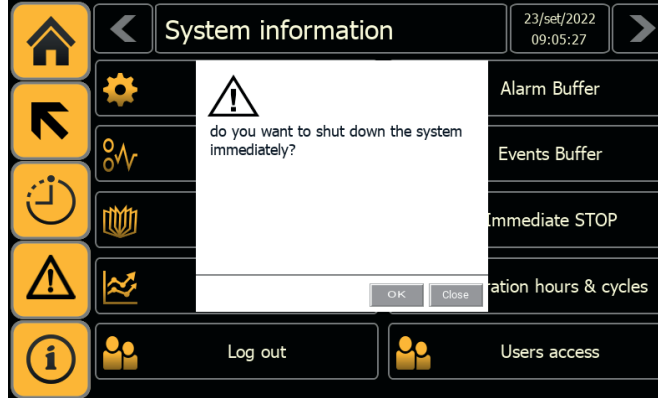 System information
23/set/2022
09:05:27
Alarm Buffer
do you want to shut down the system
immediately?
Events Buffer
Immediate STOP
ration hours & cycles
OK
Close
Log out
Users access